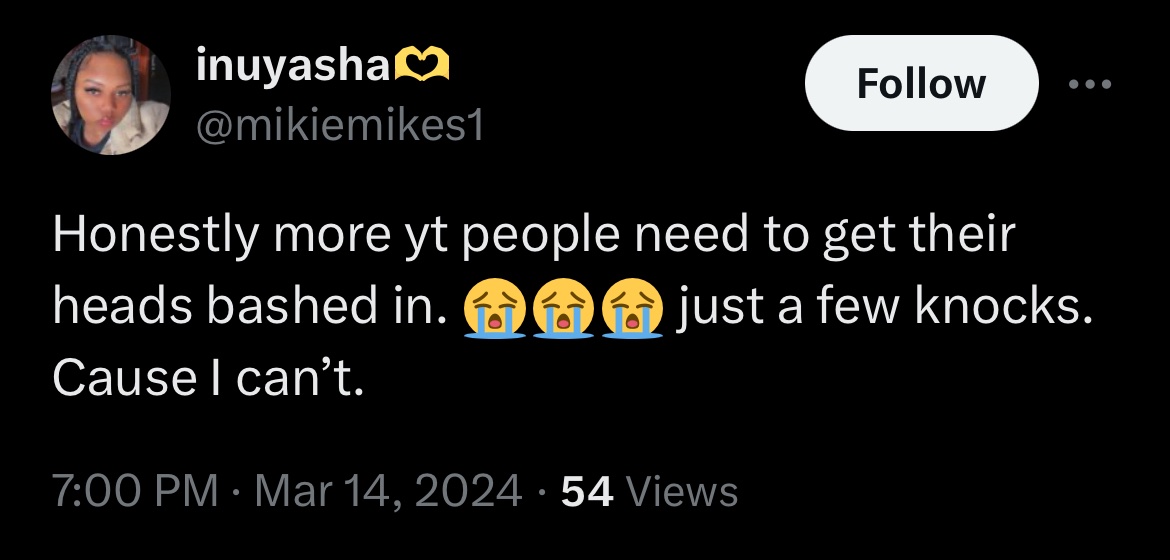 inuyasha🫶
@mikiemikes1
Follow
Honestly more yt people need to get their
heads bashed in. 😭😭😭 just a few knocks.
Cause I can’t.
7:00 PM · Mar 14, 2024 · 54 Views